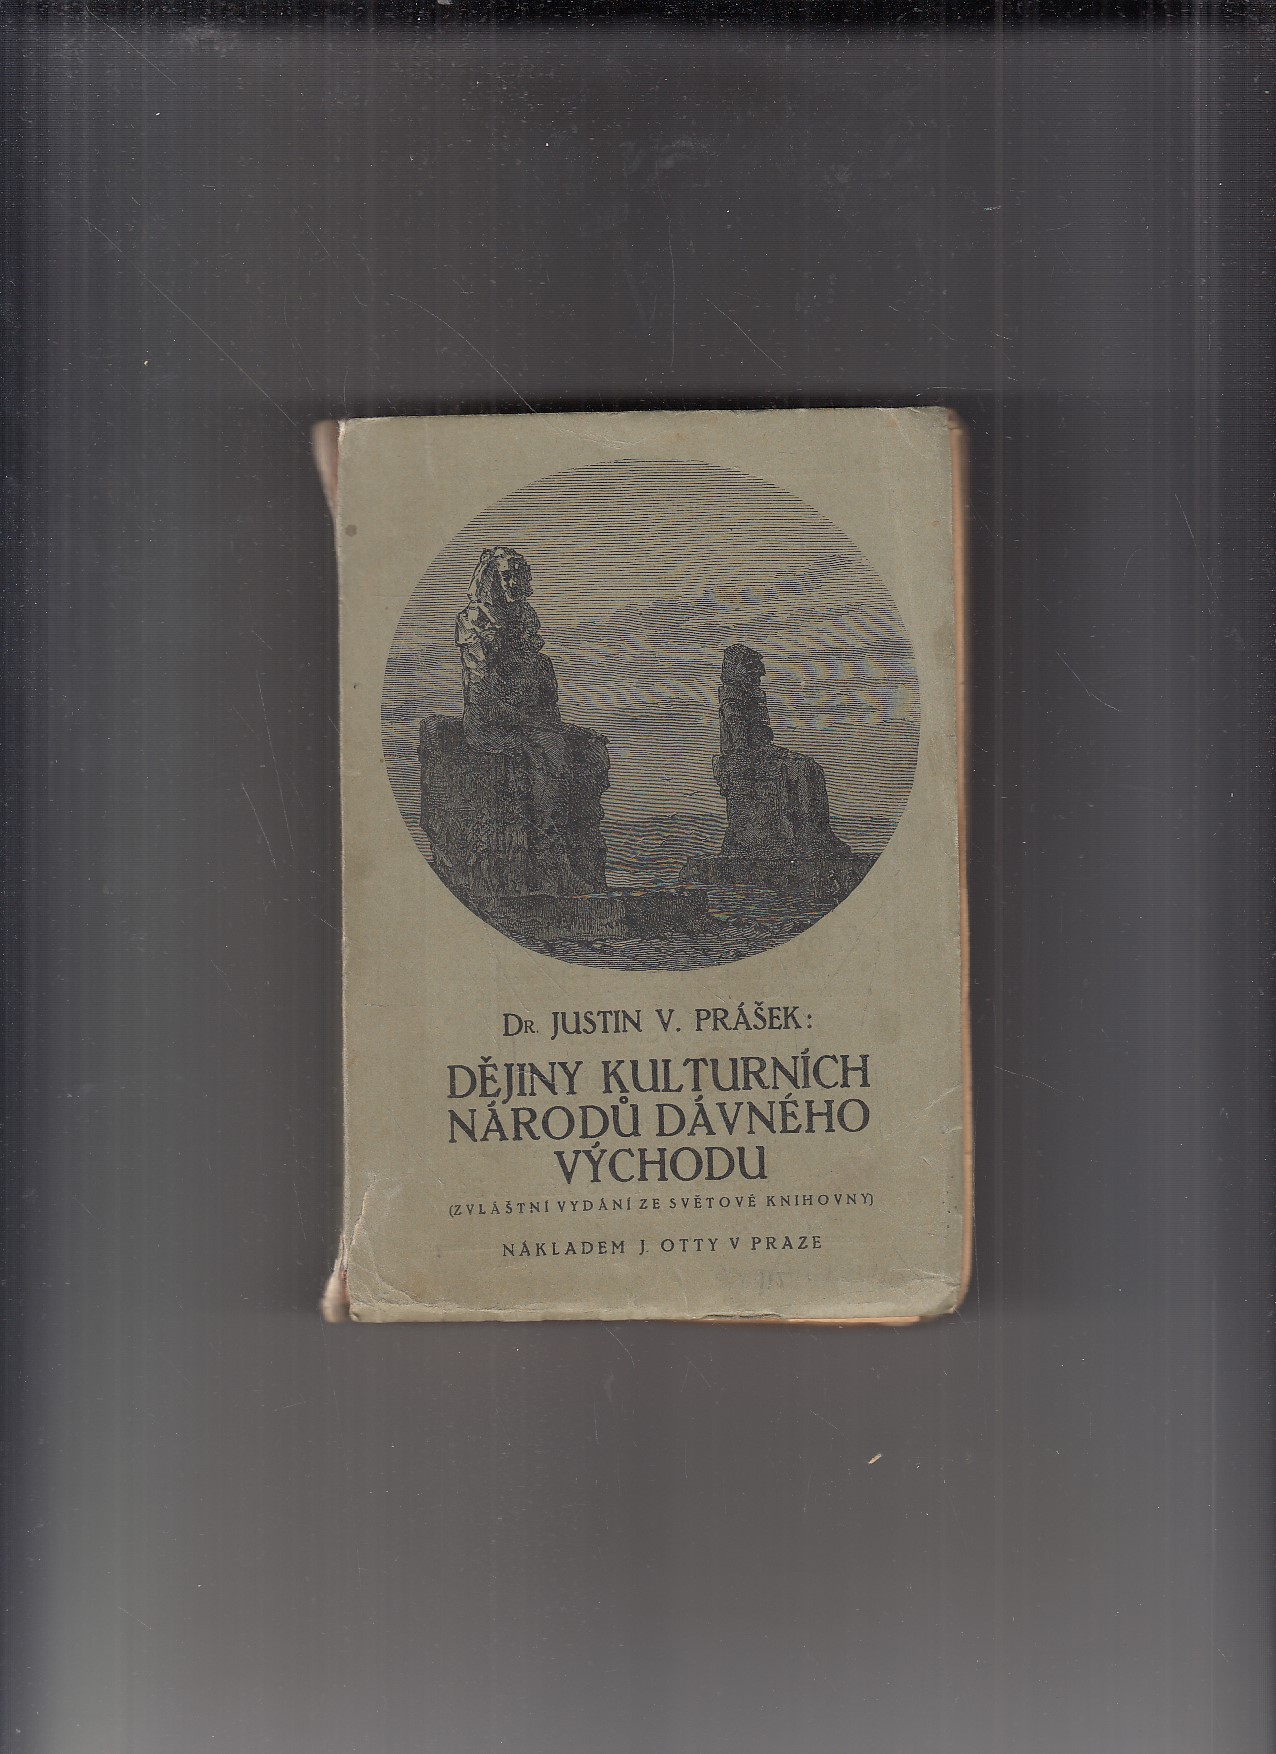 DR. JUSTIN V. PRÁŠEK:
DĚJINY KULTURNÍCH
NÁRODŮ DÁVNÉHO
VÝCHODU
(ZVLÁŠTNÍ VYDÁNÍ ZE SVĚTOVÉ KNIHOVNY)
NÁKLADEM J. OTTY V PRAZE